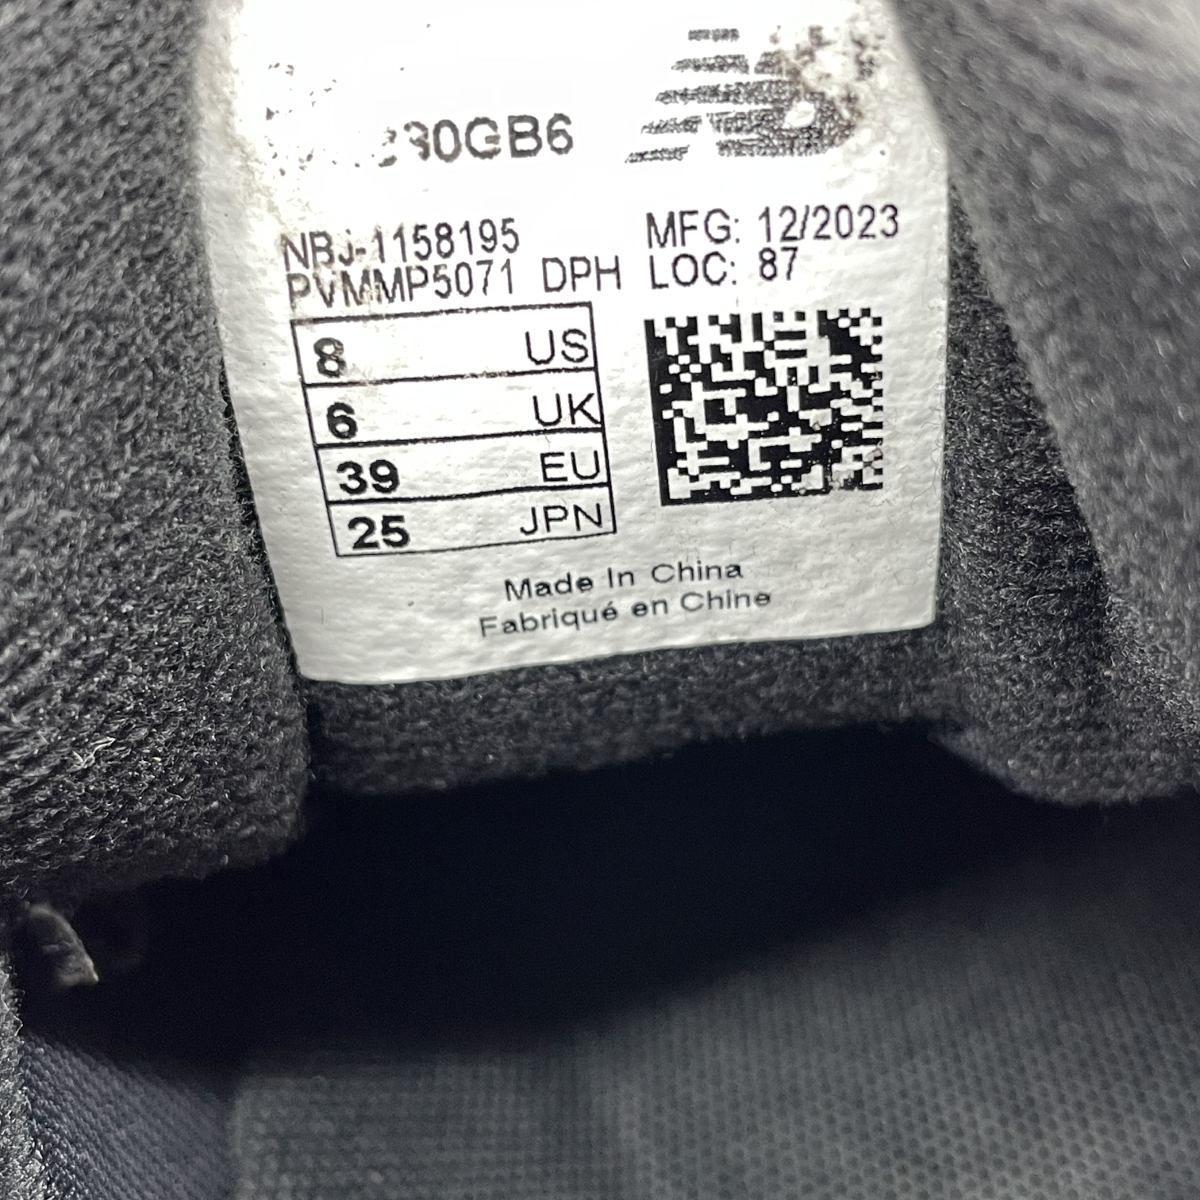 NBJ-1158195
PVMMP5071 DPH
MFG: 12/2023
LOC: 87
8 US
6 UK
39 EU
25 JPN
Made In China
Fabriqué en Chine